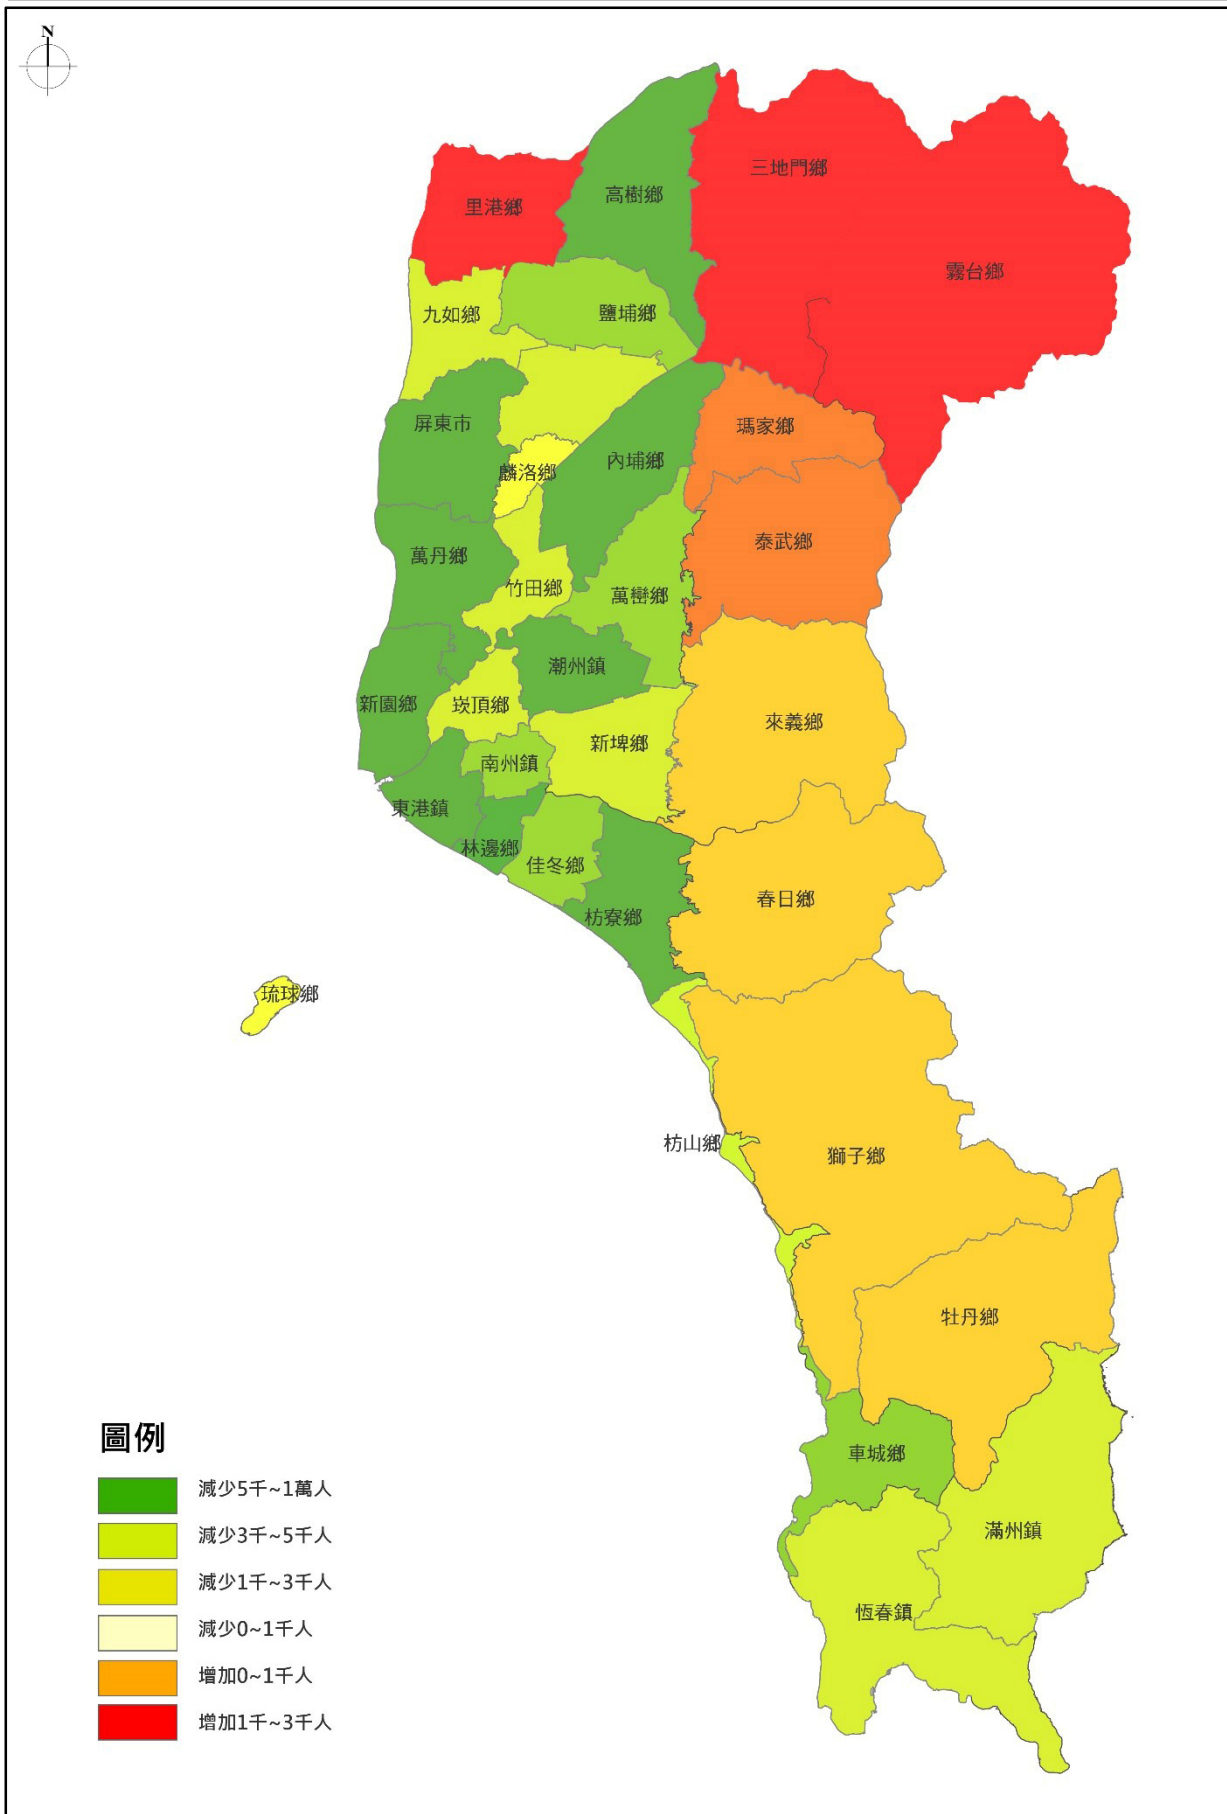 N
三地門鄉
高樹鄉
里港鄉
霧台鄉
鹽埔鄉
九如鄉
屏東市
瑪家鄉
內埔鄉
麟洛鄉
泰武鄉
萬丹鄉
竹田鄉
萬巒鄉
潮州鎮
新園鄉
崁頂鄉
來義鄉
新埤鄉
南州鎮
東港鎮
林邊鄉
佳冬鄉
春日鄉
枋寮鄉
琉球鄉
枋山鄉
獅子鄉
牡丹鄉
車城鄉
滿州鎮
恆春鎮
圖例
減少5千~1萬人
減少3千~5千人
減少1千~3千人
減少0~1千人
增加0~1千人
增加1千~3千人